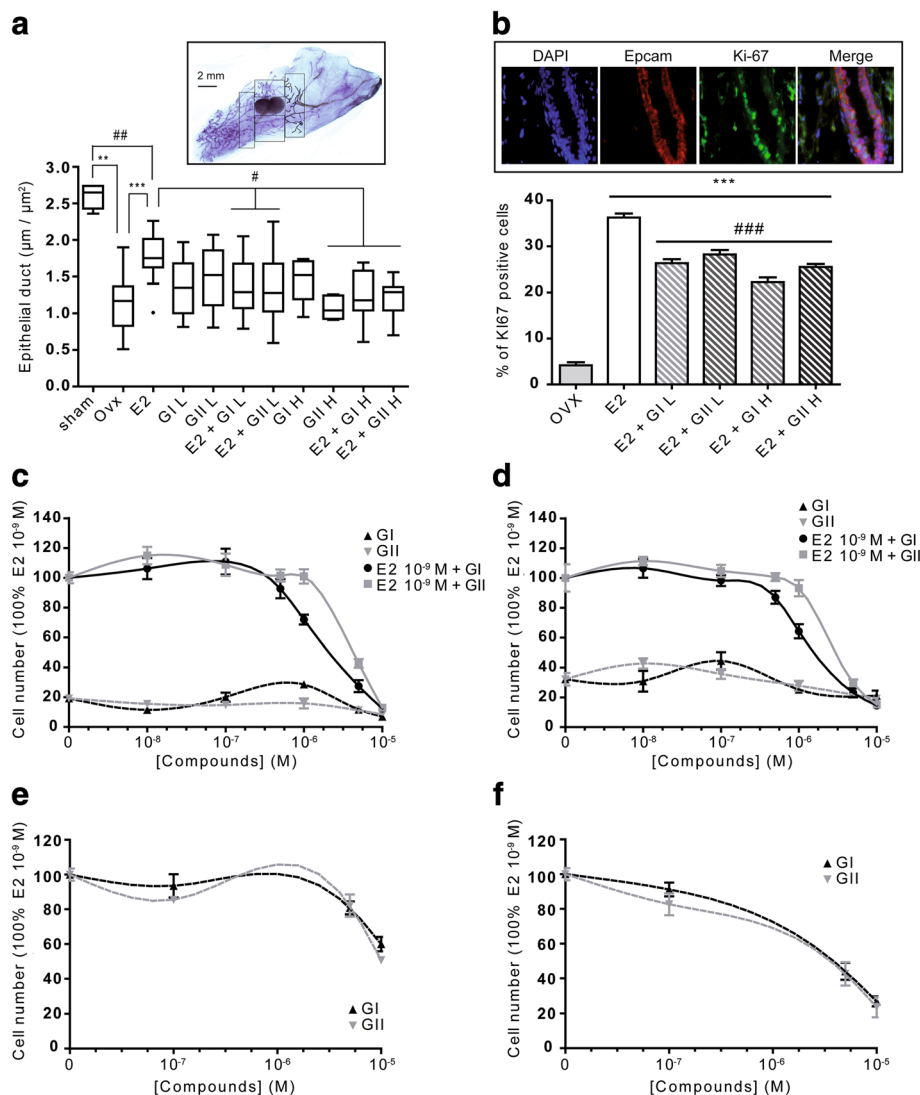 a
2 mm
##
**
***
#
Epithelial duct (µm / µm²)
3.0
2.5
2.0
1.5
1.0
0.5
0.0
sham
Ovx
E2
GI L
GII L
E2 + GI L
E2 + GII L
GI H
GII H
E2 + GI H
E2 + GII H
b
DAPI
Epcam
Ki-67
Merge
***
###
% of KI67 positive cells
40
30
20
10
0
OVX
E2
E2 + GI L
E2 + GII L
E2 + GI H
E2 + GII H
c
Cell number (100% E2 10⁻⁹ M)
140
120
100
80
60
40
20
0
GI
GII
E2 10⁻⁹ M + GI
E2 10⁻⁹ M + GII
0
10⁻⁸
10⁻⁷
10⁻⁶
10⁻⁵
[Compounds] (M)
d
Cell number (100% E2 10⁻⁹ M)
140
120
100
80
60
40
20
0
GI
GII
E2 10⁻⁹ M + GI
E2 10⁻⁹ M + GII
0
10⁻⁸
10⁻⁷
10⁻⁶
10⁻⁵
[Compounds] (M)
e
Cell number (100% E2 10⁻⁹ M)
120
100
80
60
40
20
0
GI
GII
0
10⁻⁷
10⁻⁶
10⁻⁵
[Compounds] (M)
f
Cell number (100% E2 10⁻⁹ M)
120
100
80
60
40
20
0
GI
GII
0
10⁻⁷
10⁻⁶
10⁻⁵
[Compounds] (M)